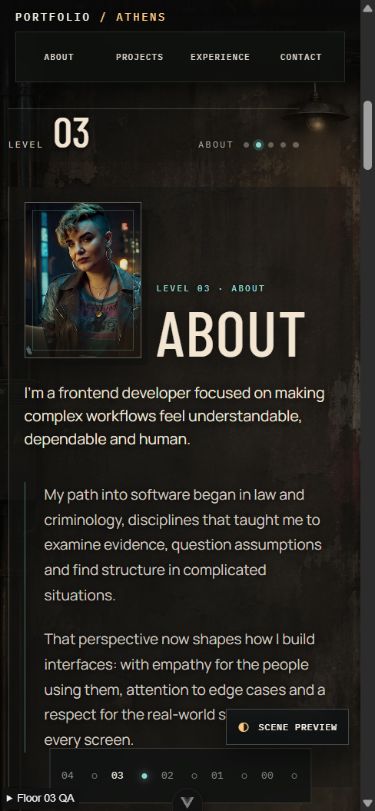 PORTFOLIO / ATHENS
ABOUT PROJECTS EXPERIENCE CONTACT
LEVEL 03
ABOUT
LEVEL 03 · ABOUT
ABOUT
I'm a frontend developer focused on making
complex workflows feel understandable,
dependable and human.
My path into software began in law and
criminology, disciplines that taught me to
examine evidence, question assumptions
and find structure in complicated
situations.
That perspective now shapes how I build
interfaces: with empathy for the people
using them, attention to edge cases and a
respect for the real-world s
every screen.
SCENE PREVIEW
04 03 02 01 00
Floor 03 QA